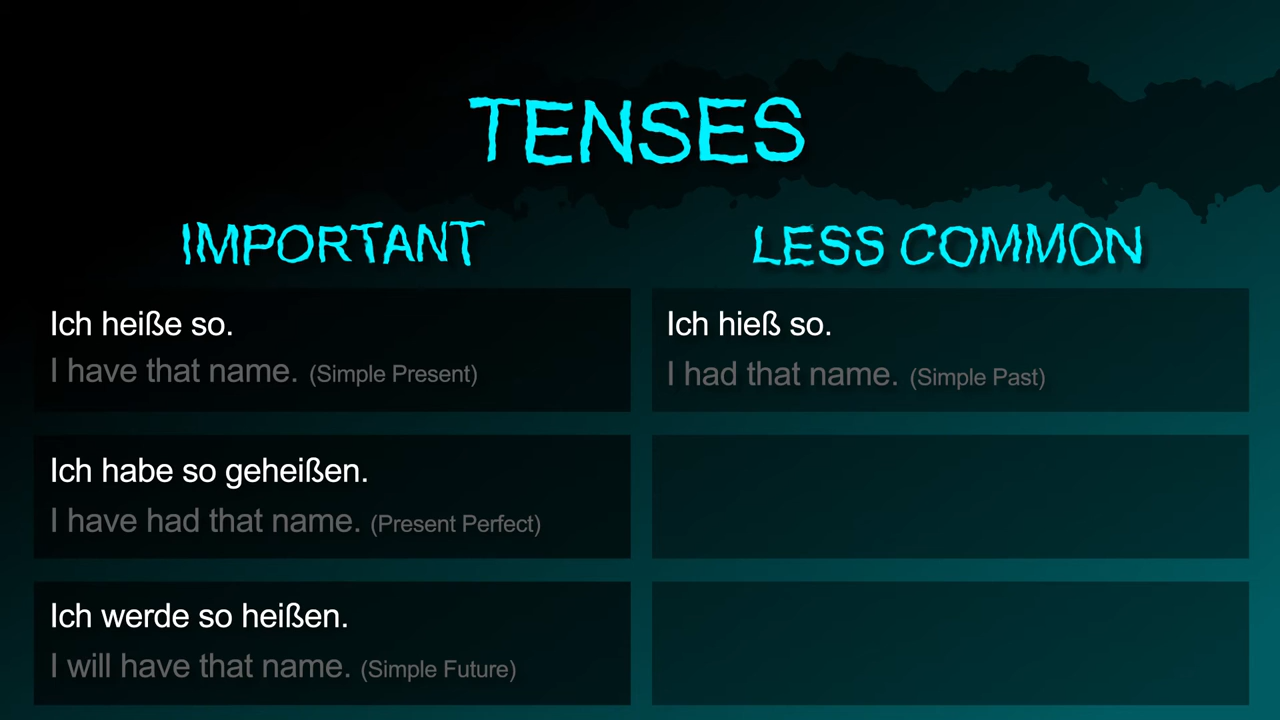 TENSES
IMPORTANT
Ich heiße so.
I have that name. (Simple Present)
Ich habe so geheißen.
I have had that name. (Present Perfect)
Ich werde so heißen.
I will have that name. (Simple Future)
LESS COMMON
Ich hieß so.
I had that name. (Simple Past)